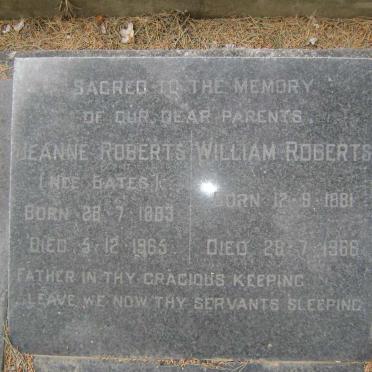 SACRED TO THE MEMORY
OF OUR DEAR PARENTS
JEANNE ROBERTS
(NEE BATES)
BORN 28-7-1883
DIED 5-12-1965
WILLIAM ROBERTS
BORN 12-9-1881
DIED 28-7-1966
FATHER IN THY GRACIOUS KEEPING
LEAVE WE NOW THY SERVANTS SLEEPING